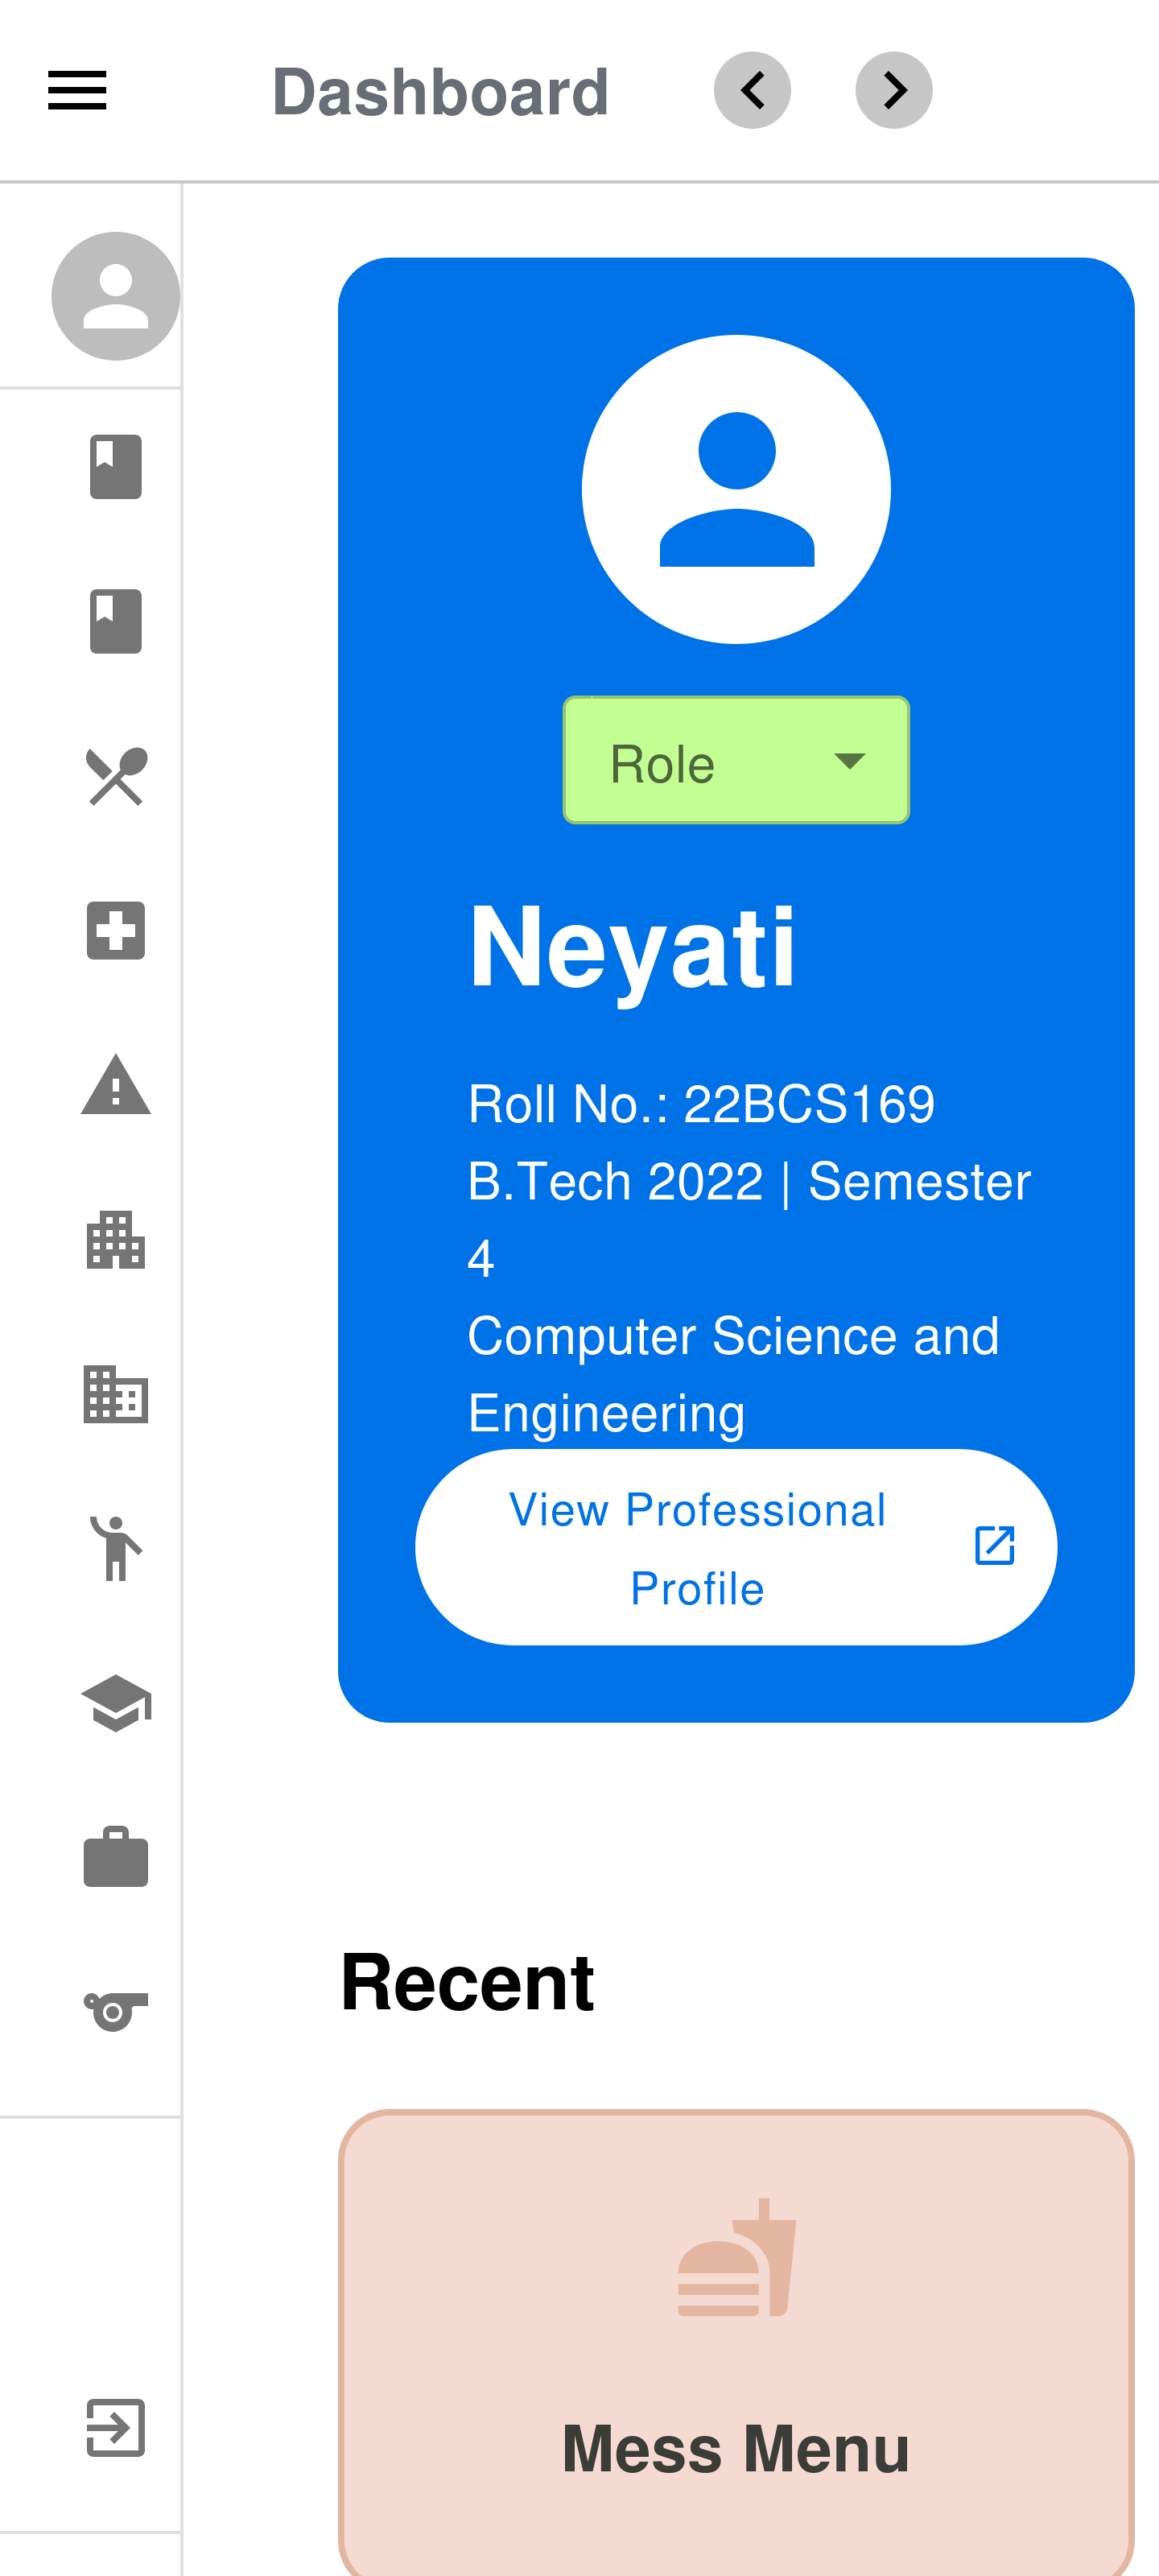 Dashboard
Role
Neyati
Roll No.: 22BCS169
B.Tech 2022 | Semester
4
Computer Science and
Engineering
View Professional
Profile
Recent
Mess Menu